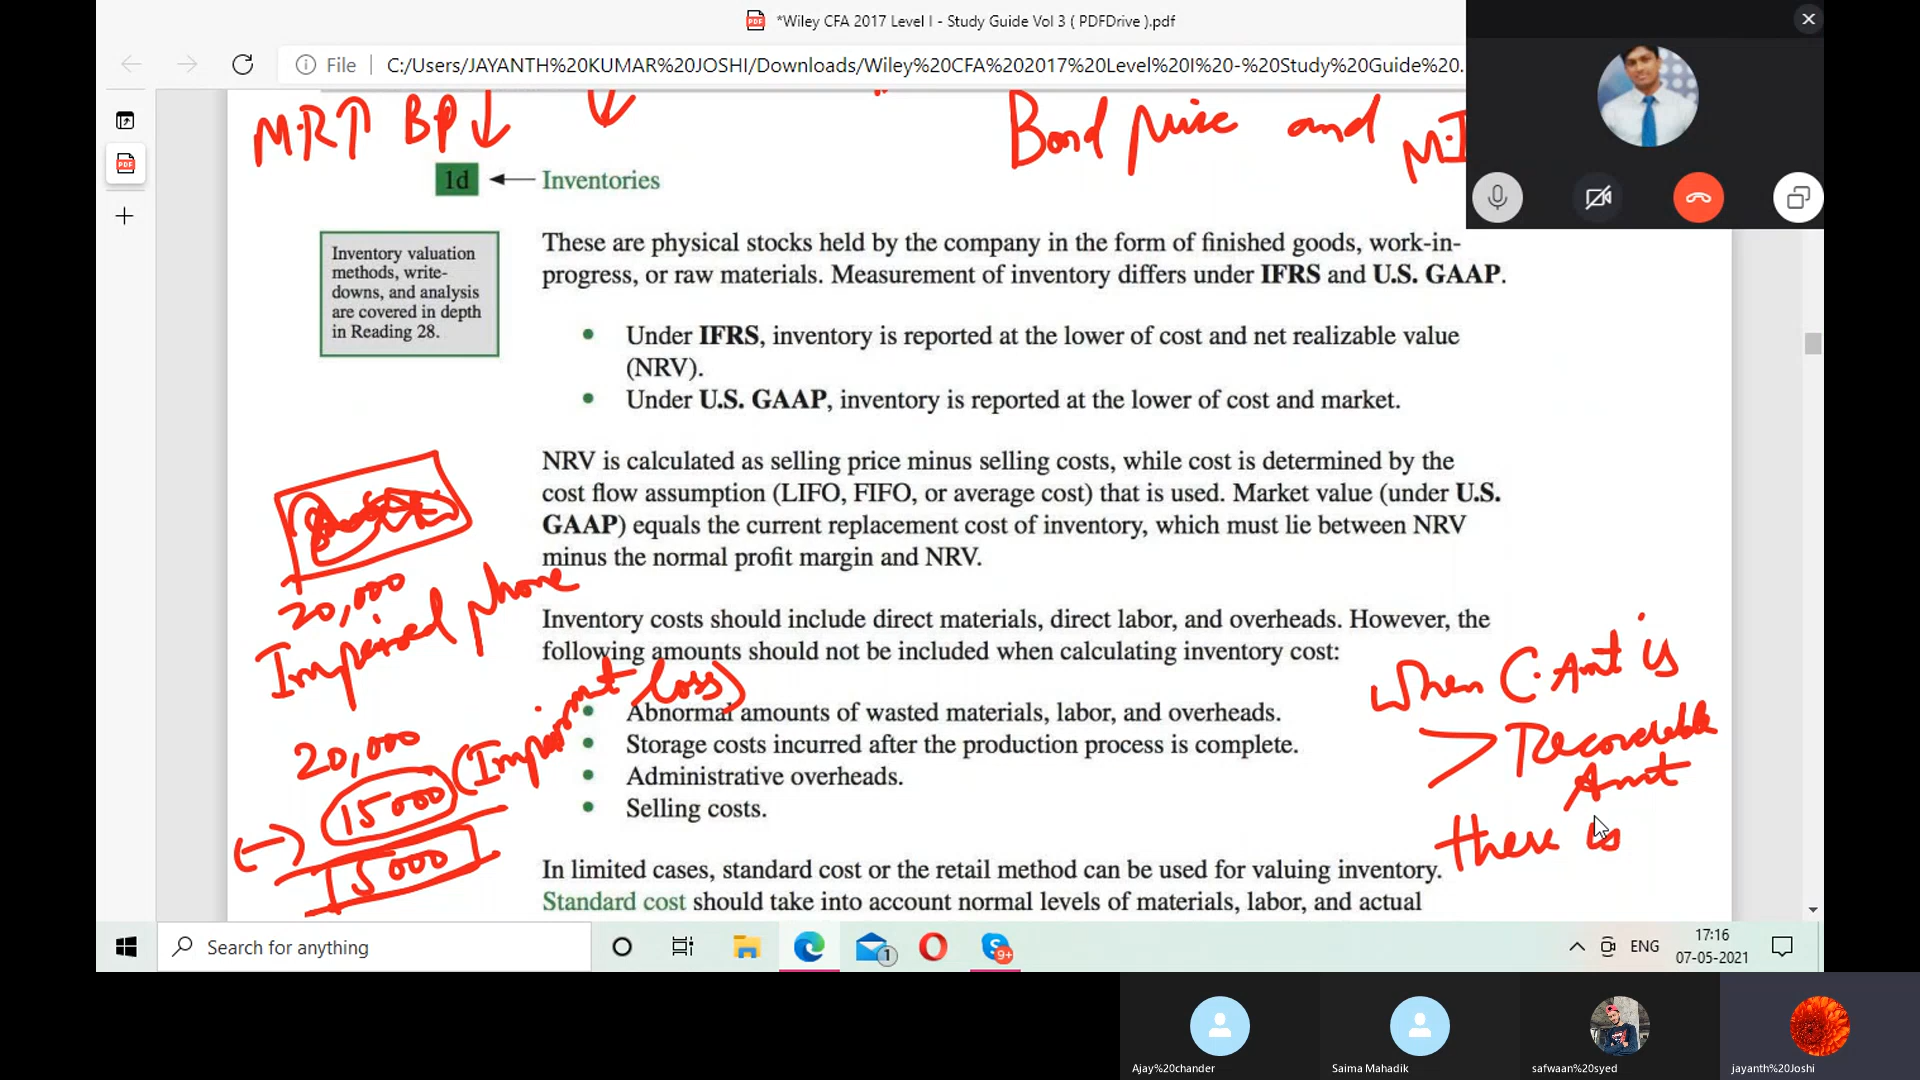 *Wiley CFA 2017 Level I - Study Guide Vol 3 ( PDFDrive ).pdf
File
C:/Users/JAYANTH%20KUMAR%20JOSHI/Downloads/Wiley%20CFA%202017%20Level%20I%20-%20Study%20Guide%20.
M.R↑ BP↓ ↓
Bond price and M.I
1d
Inventories
Inventory valuation
methods, write-
downs, and analysis
are covered in depth
in Reading 28.
These are physical stocks held by the company in the form of finished goods, work-in-
progress, or raw materials. Measurement of inventory differs under IFRS and U.S. GAAP.
• Under IFRS, inventory is reported at the lower of cost and net realizable value
(NRV).
• Under U.S. GAAP, inventory is reported at the lower of cost and market.
NRV is calculated as selling price minus selling costs, while cost is determined by the
cost flow assumption (LIFO, FIFO, or average cost) that is used. Market value (under U.S.
GAAP) equals the current replacement cost of inventory, which must lie between NRV
minus the normal profit margin and NRV.
20,000
Impaired phone
Inventory costs should include direct materials, direct labor, and overheads. However, the
following amounts should not be included when calculating inventory cost:
• Abnormal amounts of wasted materials, labor, and overheads.
• Storage costs incurred after the production process is complete.
• Administrative overheads.
• Selling costs.
20,000
(-) 15000 (Impairmnt loss)
5000
when C.Amt is
> Recoverable
Amt
there is
In limited cases, standard cost or the retail method can be used for valuing inventory.
Standard cost should take into account normal levels of materials, labor, and actual
Search for anything
1
9+
ENG
17:16
07-05-2021
Ajay%20chander
Saima Mahadik
safwaan%20syed
jayanth%20Joshi